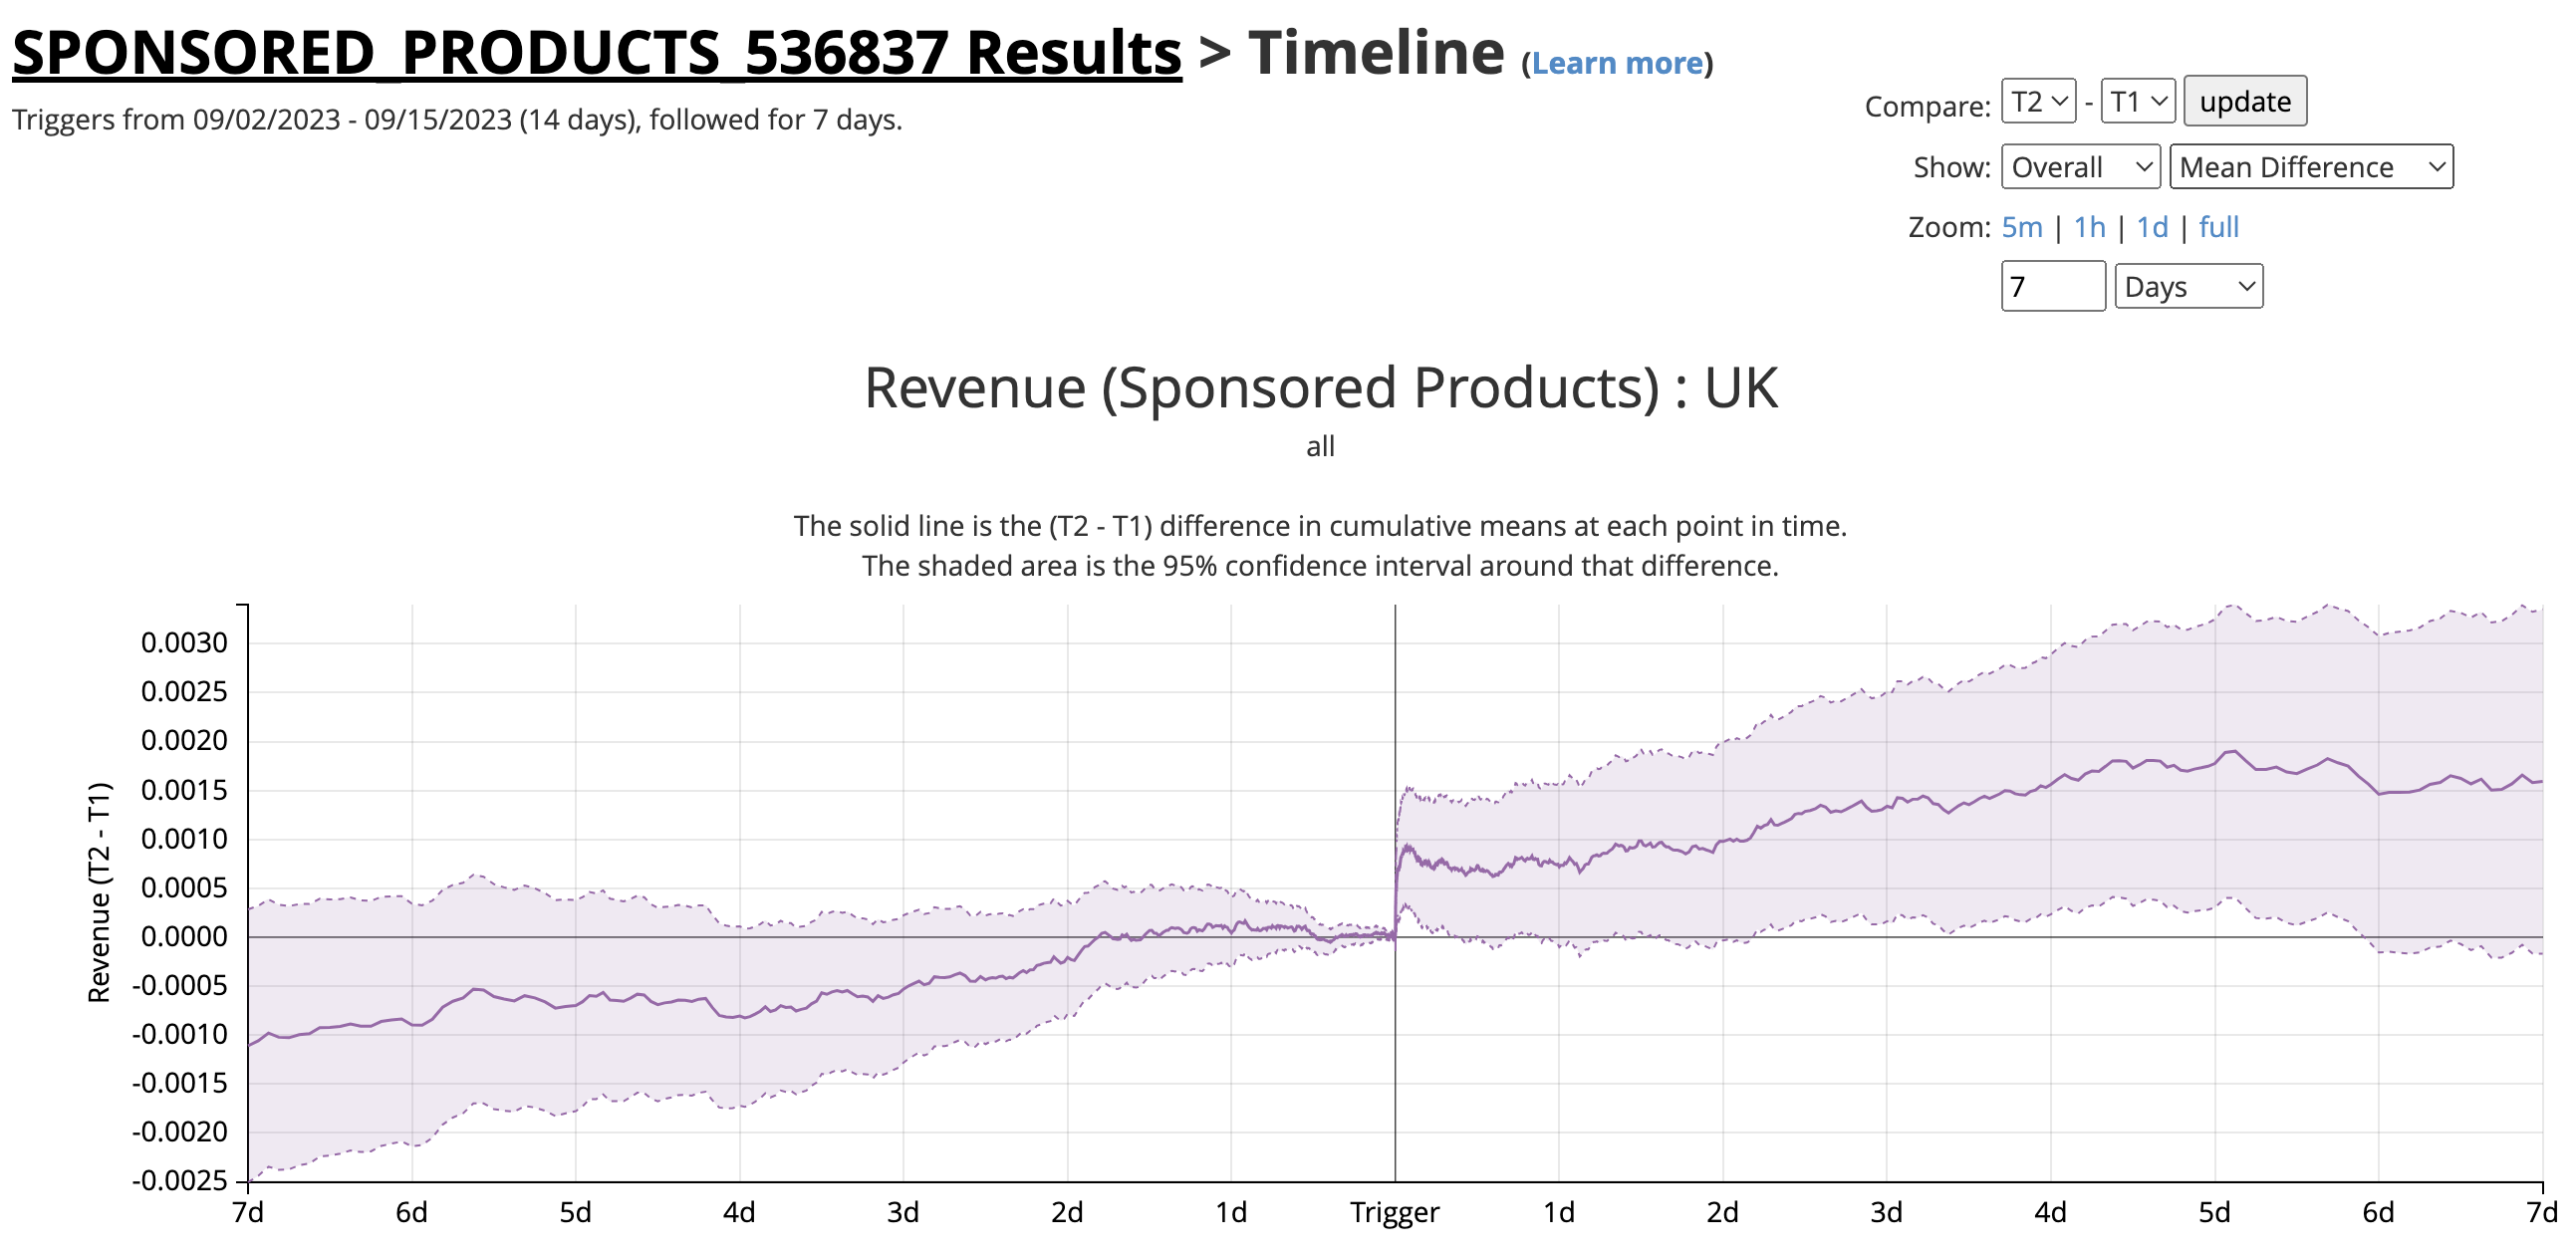 SPONSORED_PRODUCTS_536837 Results > Timeline (Learn more)
Triggers from 09/02/2023 - 09/15/2023 (14 days), followed for 7 days.
Compare: T2 - T1 update
Show: Overall Mean Difference
Zoom: 5m | 1h | 1d | full
7 Days
Revenue (Sponsored Products) : UK
all
The solid line is the (T2 - T1) difference in cumulative means at each point in time.
The shaded area is the 95% confidence interval around that difference.
Revenue (T2 - T1)
0.0030
0.0025
0.0020
0.0015
0.0010
0.0005
0.0000
-0.0005
-0.0010
-0.0015
-0.0020
-0.0025
7d 6d 5d 4d 3d 2d 1d Trigger 1d 2d 3d 4d 5d 6d 7d